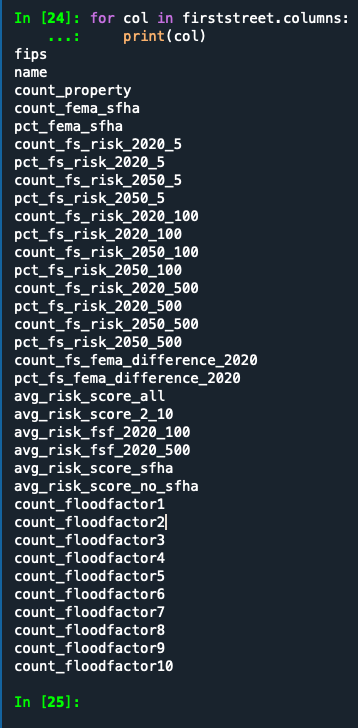 In [24]: for col in firststreet.columns:
...: print(col)
fips
name
count_property
count_fema_sfha
pct_fema_sfha
count_fs_risk_2020_5
pct_fs_risk_2020_5
count_fs_risk_2050_5
pct_fs_risk_2050_5
count_fs_risk_2020_100
pct_fs_risk_2020_100
count_fs_risk_2050_100
pct_fs_risk_2050_100
count_fs_risk_2020_500
pct_fs_risk_2020_500
count_fs_risk_2050_500
pct_fs_risk_2050_500
count_fs_fema_difference_2020
pct_fs_fema_difference_2020
avg_risk_score_all
avg_risk_score_2_10
avg_risk_fsf_2020_100
avg_risk_fsf_2020_500
avg_risk_score_sfha
avg_risk_score_no_sfha
count_floodfactor1
count_floodfactor2
count_floodfactor3
count_floodfactor4
count_floodfactor5
count_floodfactor6
count_floodfactor7
count_floodfactor8
count_floodfactor9
count_floodfactor10
In [25]: